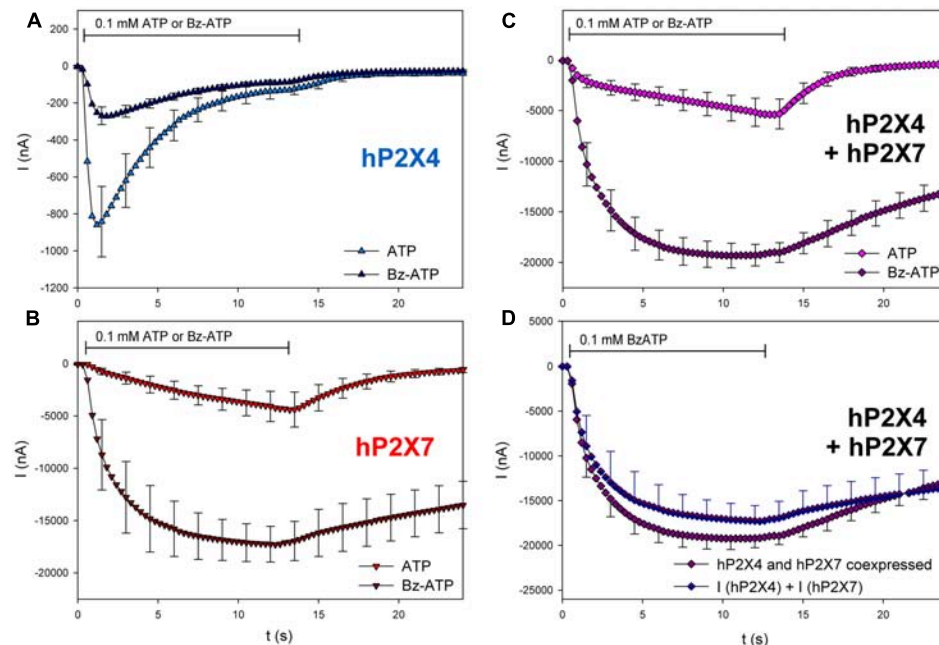 A
0.1 mM ATP or Bz-ATP
200
0
-200
-400
-600
-800
-1000
-1200
I (nA)
hP2X4
ATP
Bz-ATP
0
5
10
15
20
B
0.1 mM ATP or Bz-ATP
0
-5000
-10000
-15000
-20000
I (nA)
hP2X7
ATP
Bz-ATP
0
5
10
15
20
t (s)
C
0.1 mM ATP or Bz-ATP
0
-5000
-10000
-15000
-20000
I (nA)
hP2X4
+ hP2X7
ATP
Bz-ATP
0
5
10
15
20
D
0.1 mM BzATP
5000
0
-5000
-10000
-15000
-20000
-25000
I (nA)
hP2X4
+ hP2X7
hP2X4 and hP2X7 coexpressed
I (hP2X4) + I (hP2X7)
0
5
10
15
20
t (s)